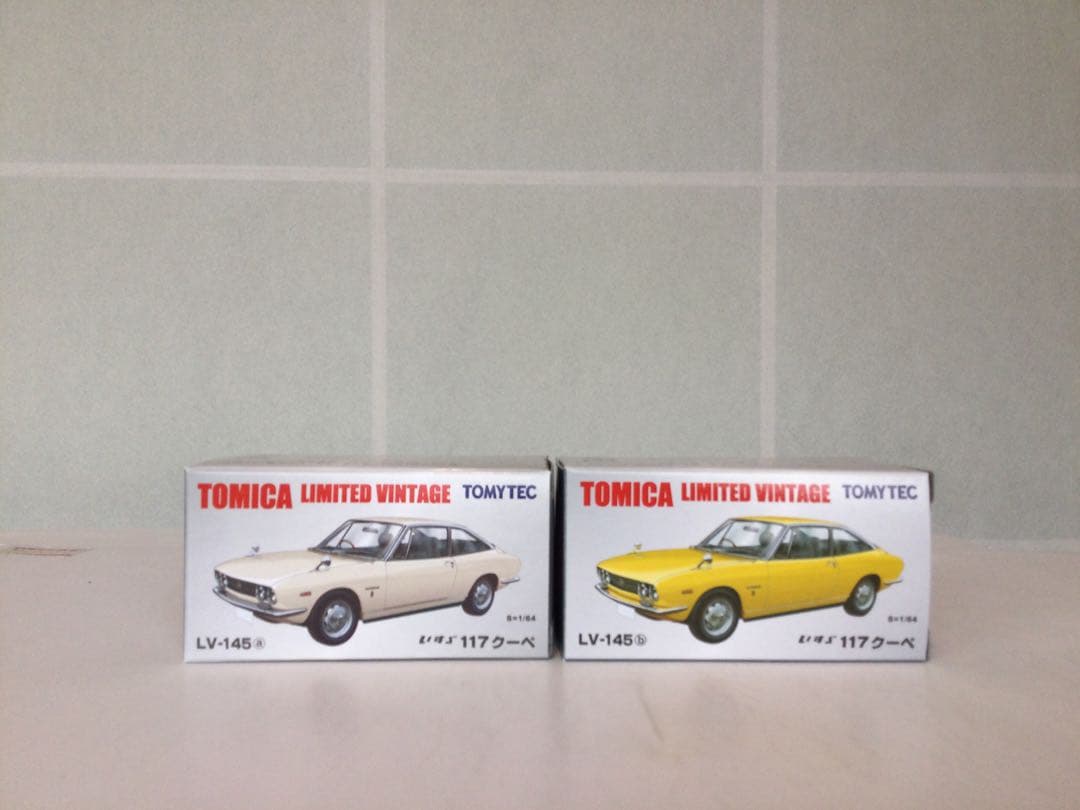 TOMICA LIMITED VINTAGE TOMYTEC
S=1/64
LV-145ⓐ いすゞ 117クーペ
TOMICA LIMITED VINTAGE TOMYTEC
S=1/64
LV-145ⓑ いすゞ 117クーペ